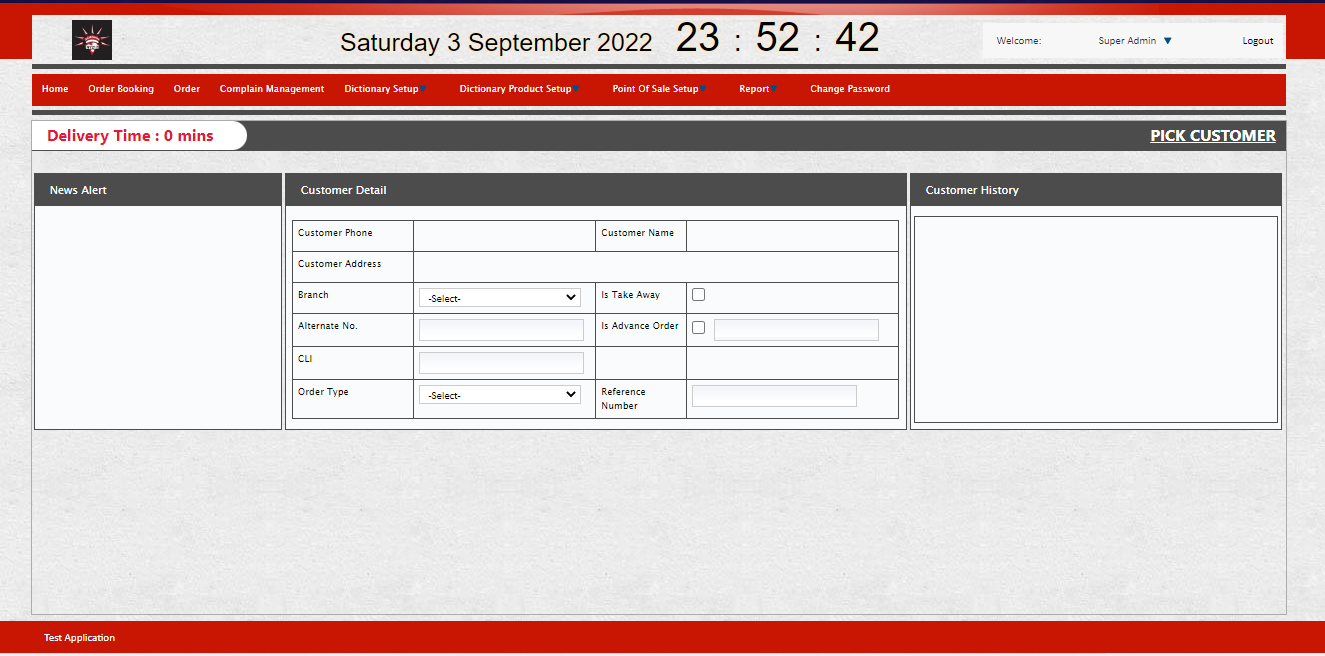 Saturday 3 September 2022 23 : 52 : 42
Welcome: Super Admin Logout
Home Order Booking Order Complain Management Dictionary Setup Dictionary Product Setup Point Of Sale Setup Report Change Password
Delivery Time : 0 mins PICK CUSTOMER
News Alert Customer Detail Customer History
Customer Phone Customer Name
Customer Address
Branch -Select- Is Take Away
Alternate No. Is Advance Order
CLI
Order Type -Select- Reference
Number
Test Application